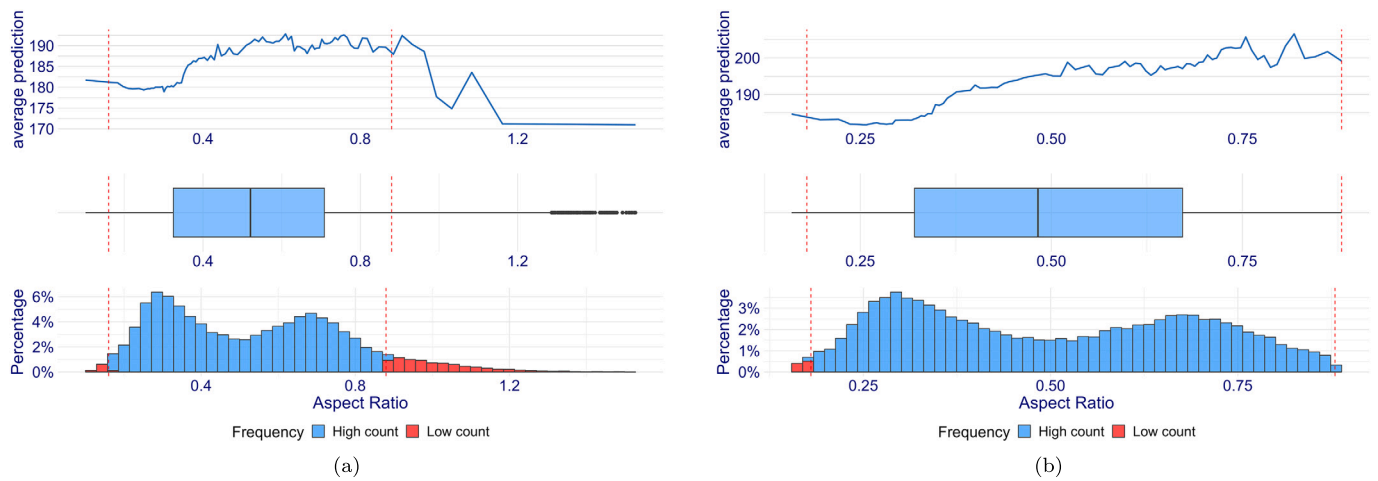 average prediction
190
185
180
175
170
0.4 0.8 1.2
0.4 0.8 1.2
Percentage
6%
4%
2%
0%
0.4 0.8 1.2
Aspect Ratio
Frequency High count Low count
(a)
average prediction
200
190
0.25 0.50 0.75
0.25 0.50 0.75
Percentage
3%
2%
1%
0%
0.25 0.50 0.75
Aspect Ratio
Frequency High count Low count
(b)